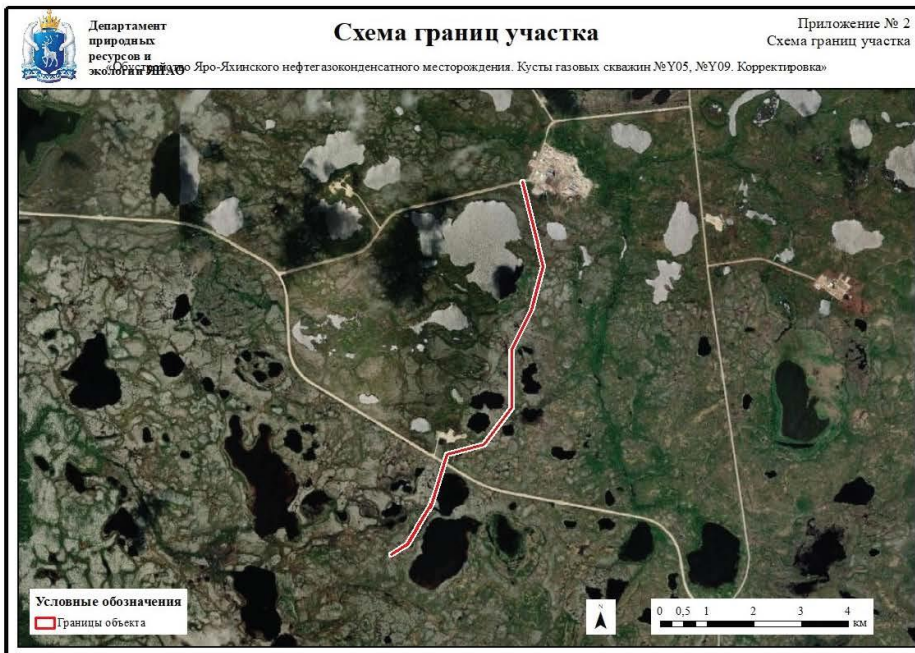 Департамент
природных
ресурсов и
экологии ЯНАО
Схема границ участка
Приложение № 2
Схема границ участка
«Обустройство Яро-Яхинского нефтегазоконденсатного месторождения. Кусты газовых скважин №Y05, №Y09. Корректировка»
Условные обозначения
Границы объекта
N
0 0,5 1 2 3 4
км